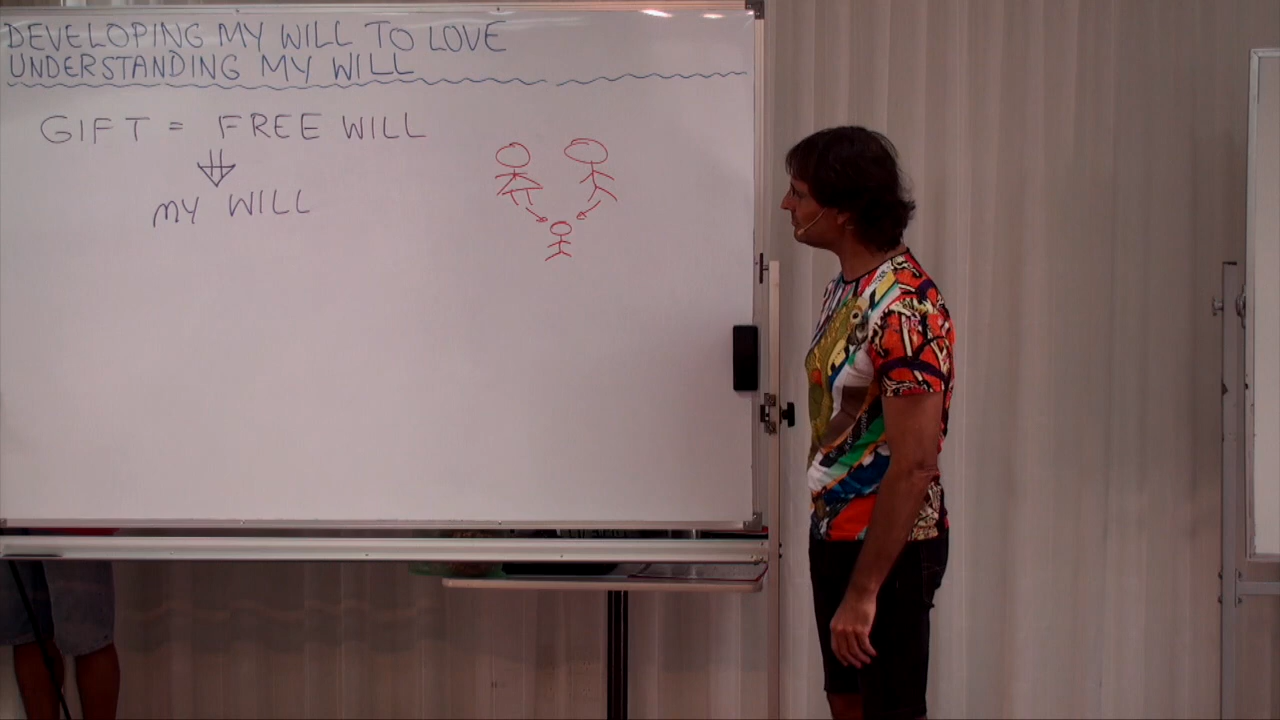 DEVELOPING MY WILL TO LOVE
UNDERSTANDING MY WILL
GIFT = FREE WILL
MY WILL